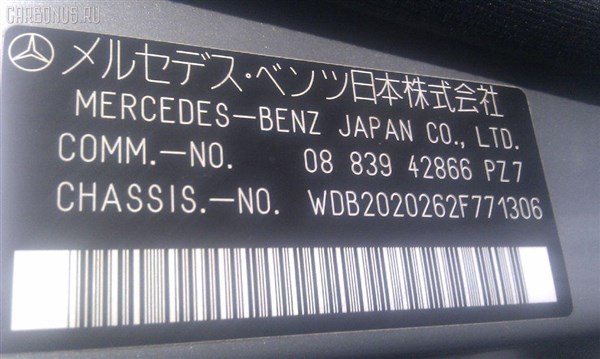 CARBONUS.RU
メルセデス・ベンツ日本株式会社
MERCEDES-BENZ JAPAN CO., LTD.
COMM.-NO. 08 839 42866 PZ7
CHASSIS.-NO. WDB2020262F771306